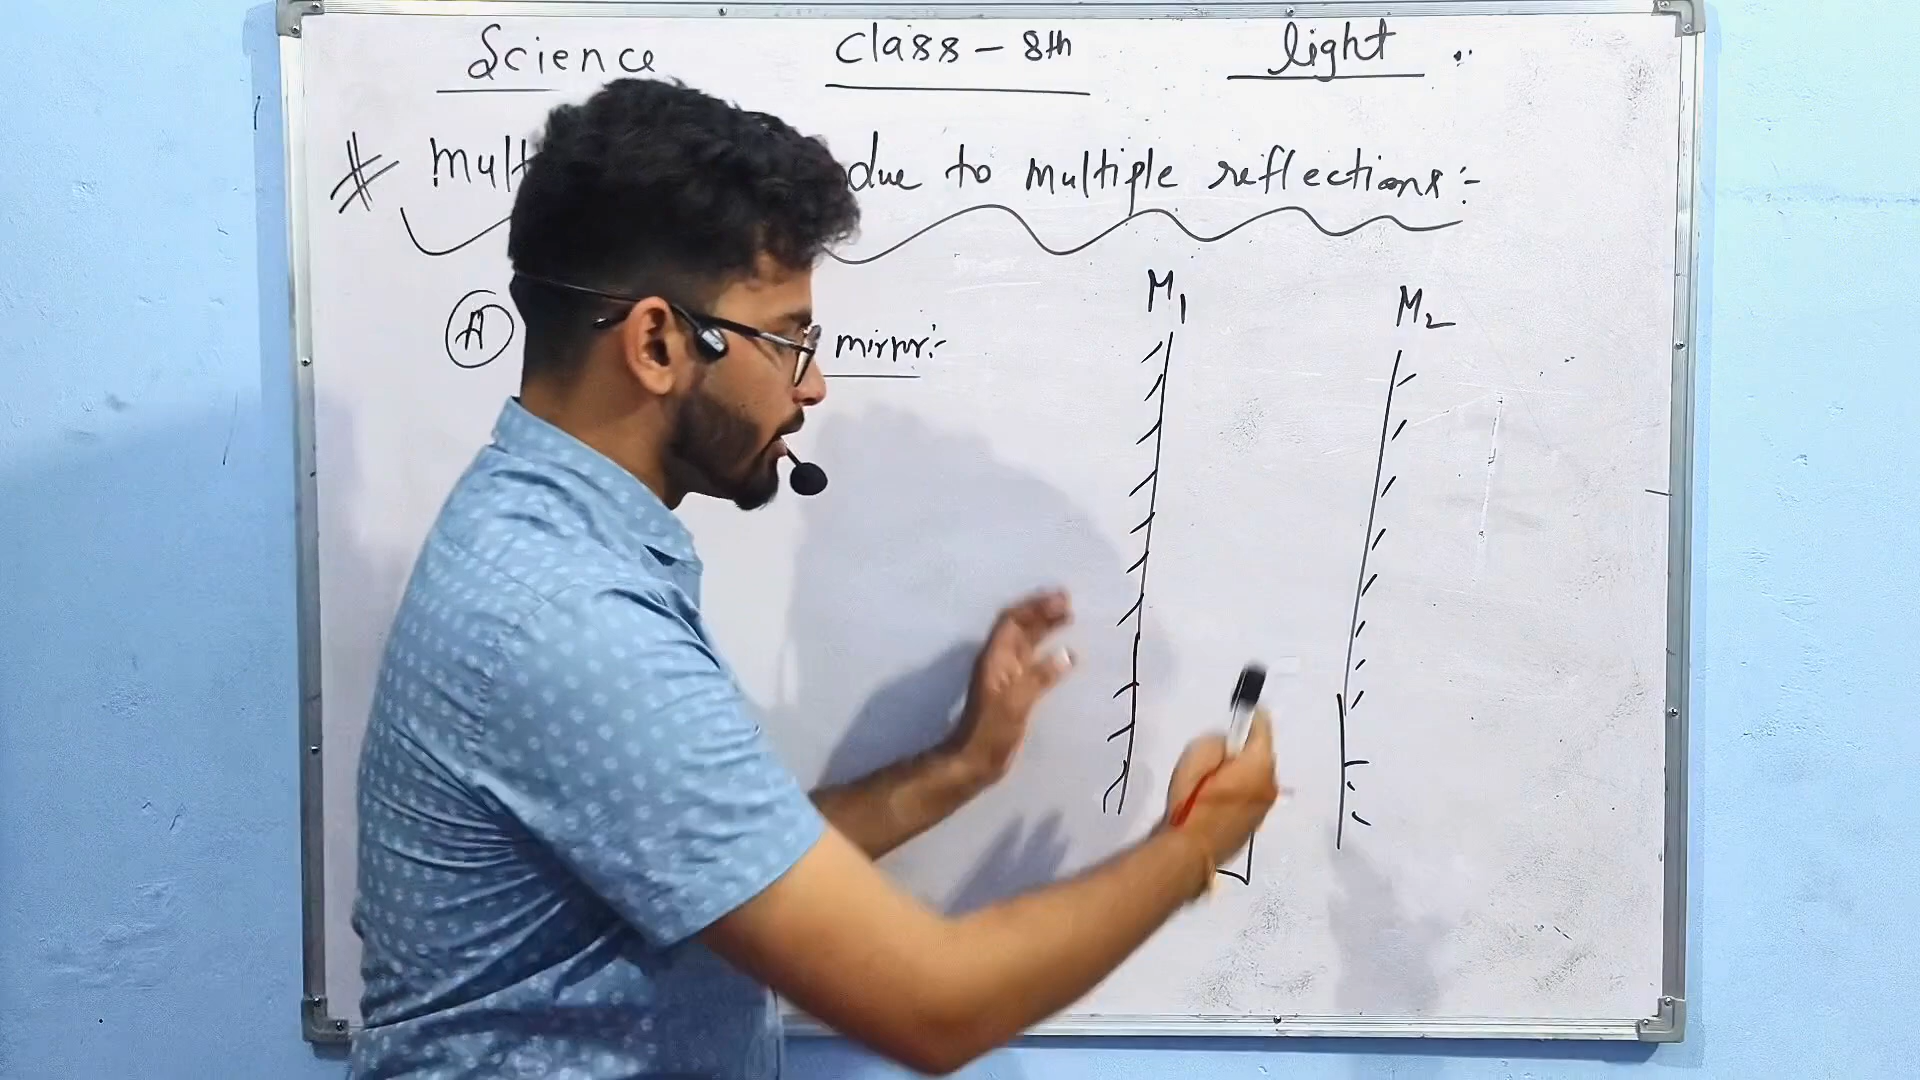 Science Class - 8th light
# Mult due to multiple reflections:-
A mirror:-
M1 M2